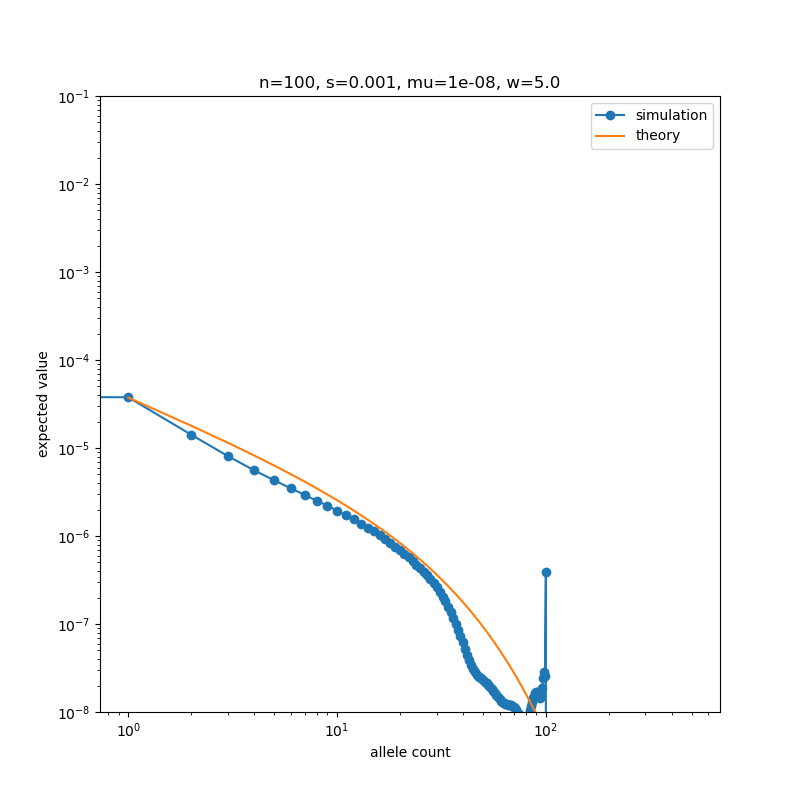 n=100, s=0.001, mu=1e-08, w=5.0
simulation
theory
10⁻¹
10⁻²
10⁻³
10⁻⁴
10⁻⁵
10⁻⁶
10⁻⁷
10⁻⁸
expected value
10⁰
10¹
10²
allele count